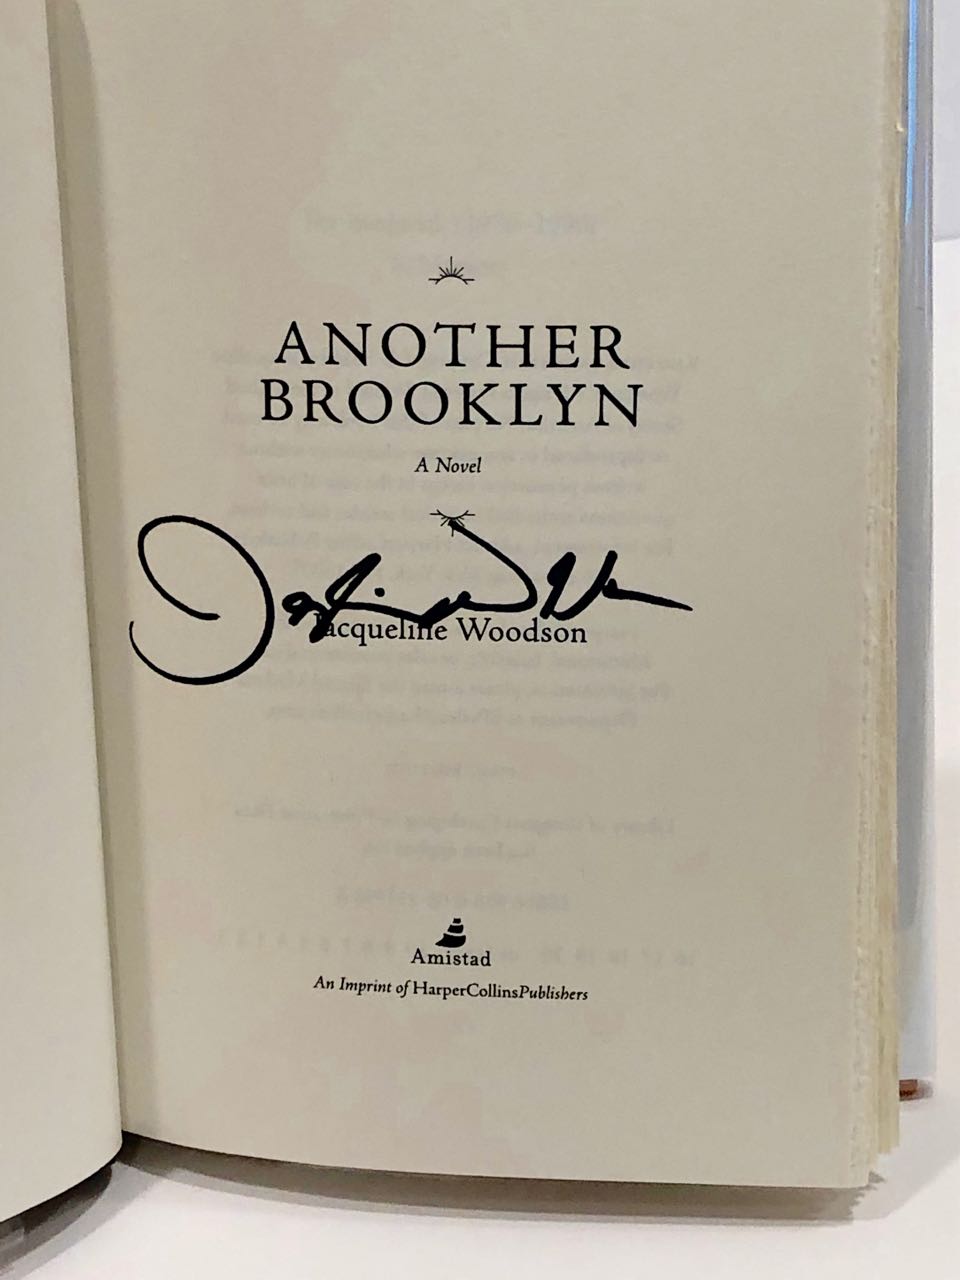 ANOTHER
BROOKLYN
A Novel
Jacqueline Woodson
Amistad
An Imprint of HarperCollinsPublishers